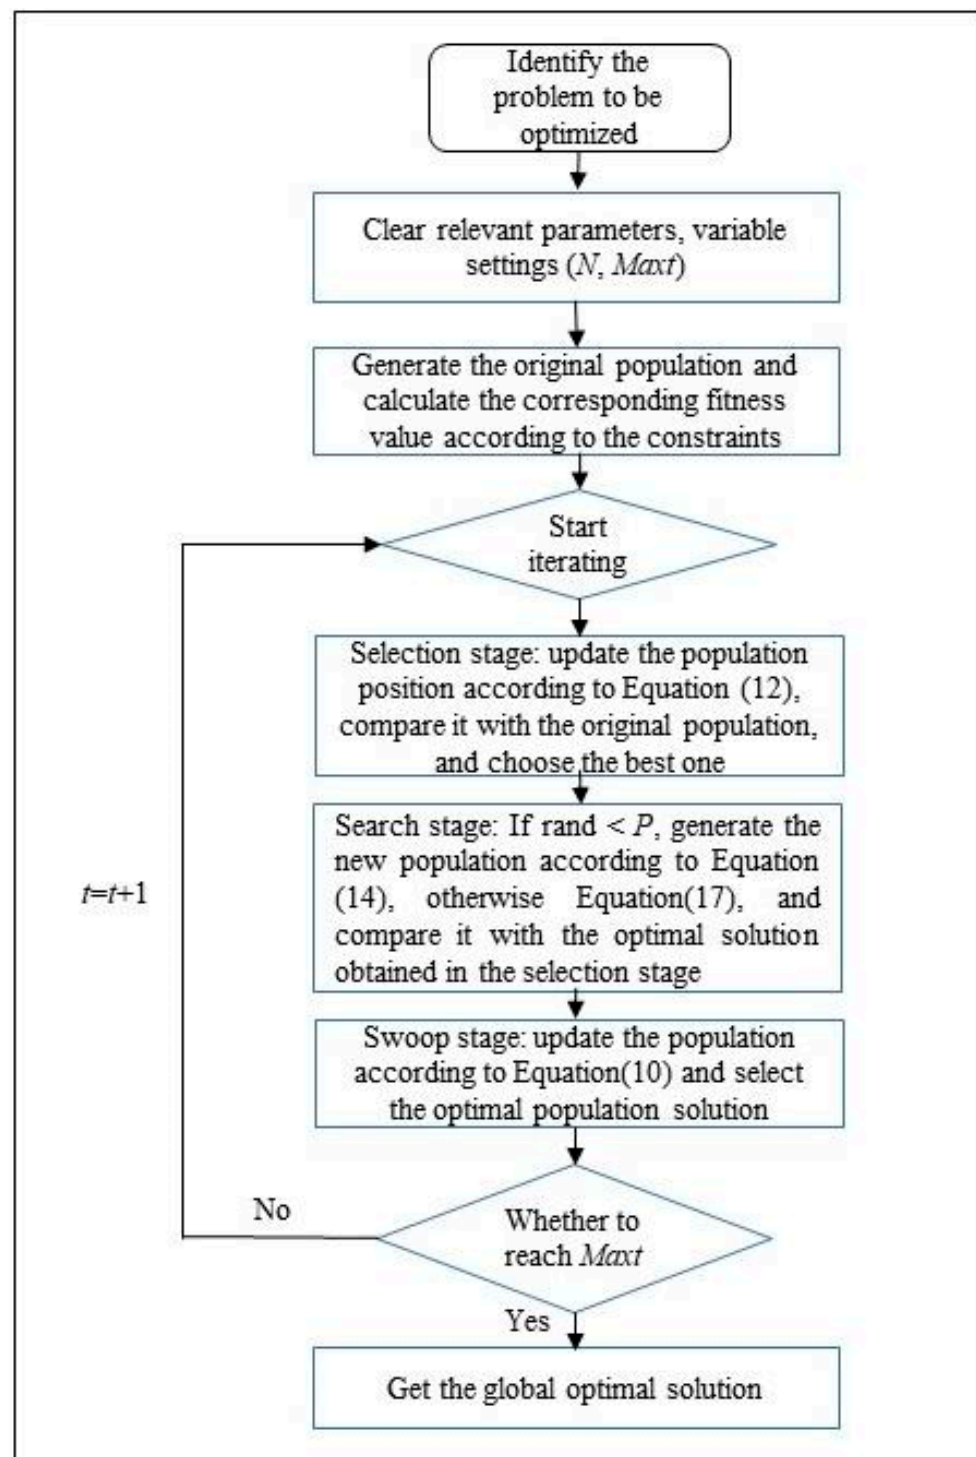 Identify the
problem to be
optimized
Clear relevant parameters, variable
settings (N, Maxt)
Generate the original population and
calculate the corresponding fitness
value according to the constraints
Start
iterating
Selection stage: update the population
position according to Equation (12),
compare it with the original population,
and choose the best one
Search stage: If rand < P, generate the
new population according to Equation
(14), otherwise Equation(17), and
compare it with the optimal solution
obtained in the selection stage
t=t+1
Swoop stage: update the population
according to Equation(10) and select
the optimal population solution
No
Whether to
reach Maxt
Yes
Get the global optimal solution